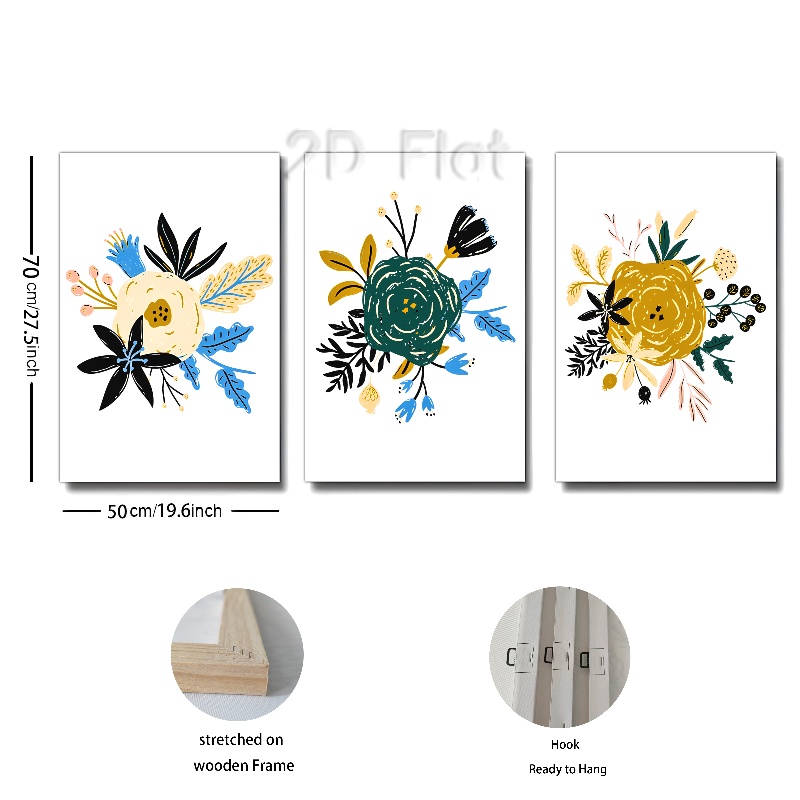 2D Flat
70 cm/27.5inch
50 cm/19.6inch
stretched on
wooden Frame
Hook
Ready to Hang